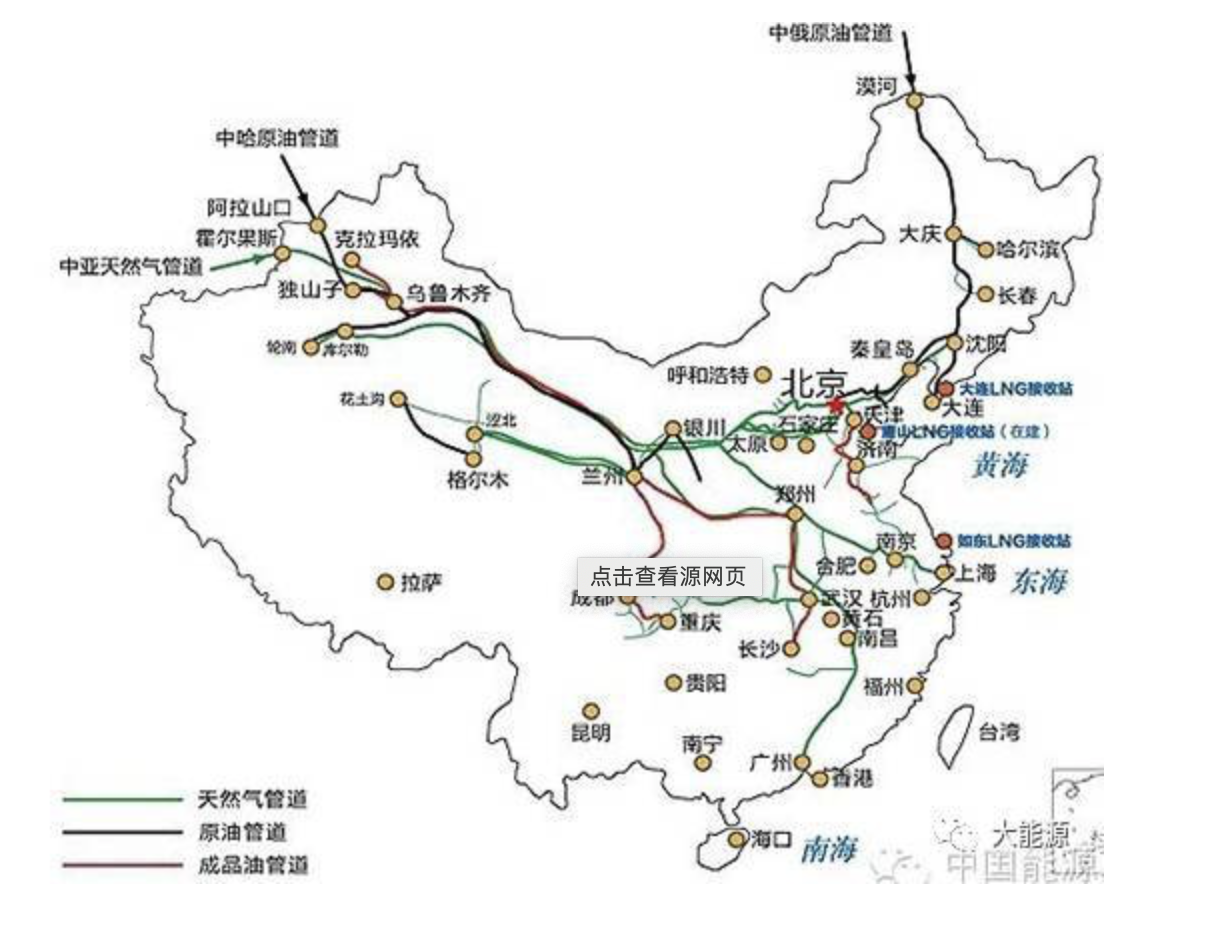 中俄原油管道
漠河
中哈原油管道
阿拉山口
霍尔果斯
克拉玛依
中亚天然气管道
独山子
乌鲁木齐
轮南
库尔勒
大庆
哈尔滨
长春
秦皇岛
沈阳
呼和浩特
北京
大连LNG接收站
大连
花土沟
涩北
银川
石家庄
太原
天津
唐山LNG接收站（在建）
济南
黄海
格尔木
兰州
郑州
南京
如东LNG接收站
点击查看源网页
合肥
上海
东海
拉萨
成都
武汉
杭州
重庆
黄石
南昌
长沙
贵阳
福州
昆明
南宁
台湾
广州
香港
天然气管道
原油管道
成品油管道
海口
南海
大能源
中国能源